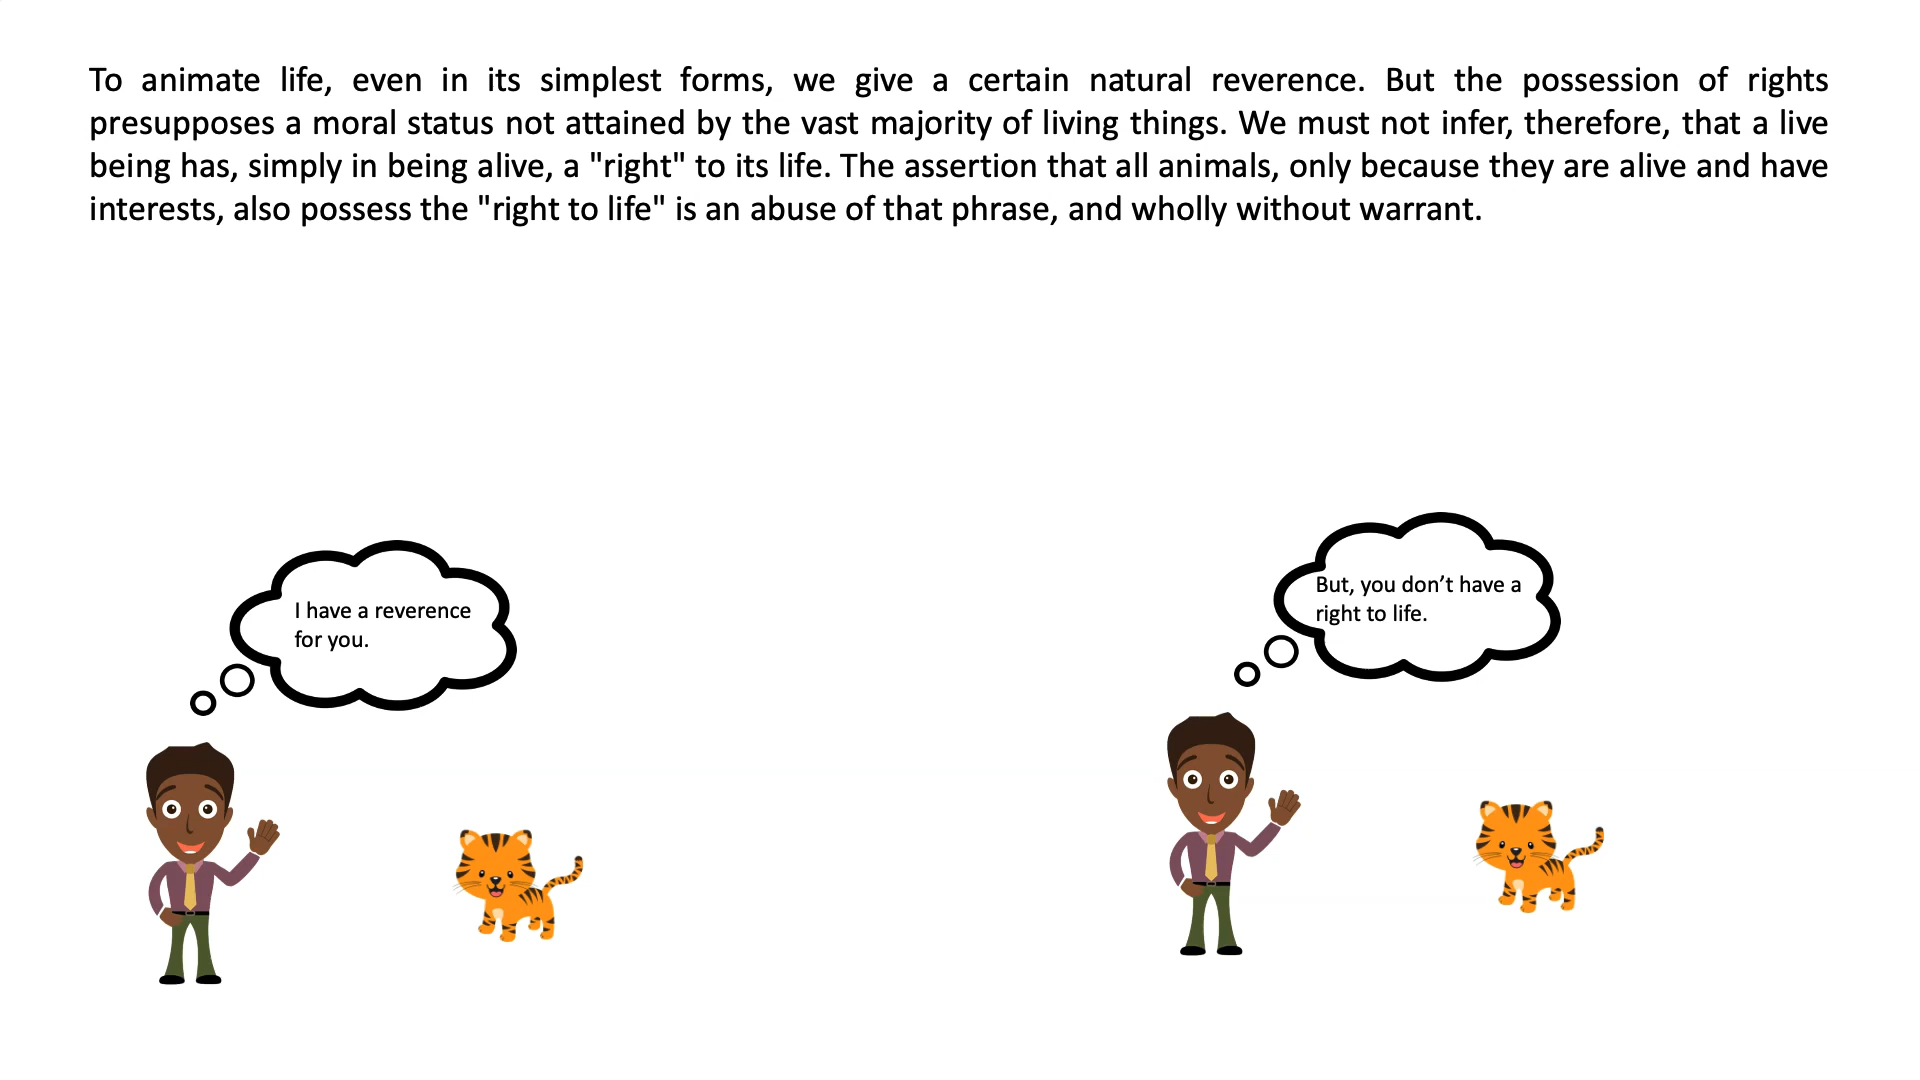 To animate life, even in its simplest forms, we give a certain natural reverence. But the possession of rights
presupposes a moral status not attained by the vast majority of living things. We must not infer, therefore, that a live
being has, simply in being alive, a "right" to its life. The assertion that all animals, only because they are alive and have
interests, also possess the "right to life" is an abuse of that phrase, and wholly without warrant.
I have a reverence
for you.
But, you don’t have a
right to life.